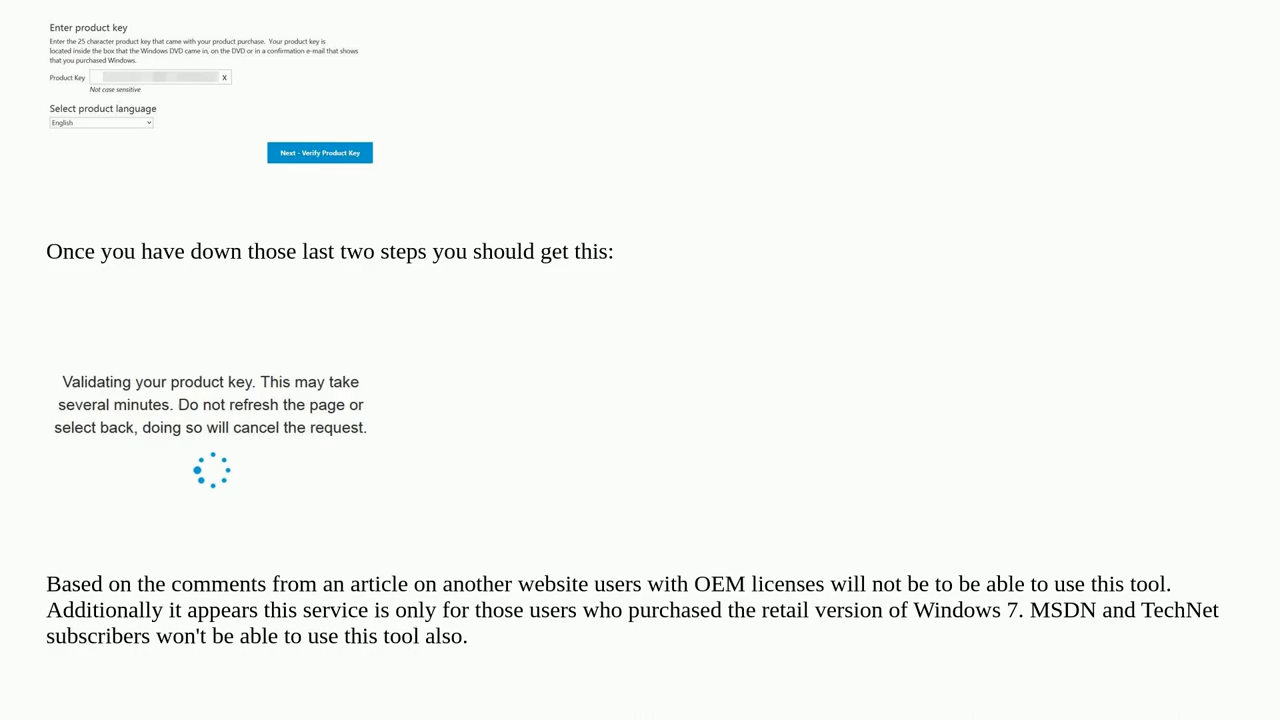 Enter product key
Enter the 25 character product key that came with your product purchase. Your product key is
located inside the box that the Windows DVD came in, on the DVD or in a confirmation e-mail that shows
that you purchased Windows.
Product Key X
Not case sensitive
Select product language
English
Next - Verify Product Key
Once you have down those last two steps you should get this:
Validating your product key. This may take
several minutes. Do not refresh the page or
select back, doing so will cancel the request.
Based on the comments from an article on another website users with OEM licenses will not be to be able to use this tool.
Additionally it appears this service is only for those users who purchased the retail version of Windows 7. MSDN and TechNet
subscribers won't be able to use this tool also.